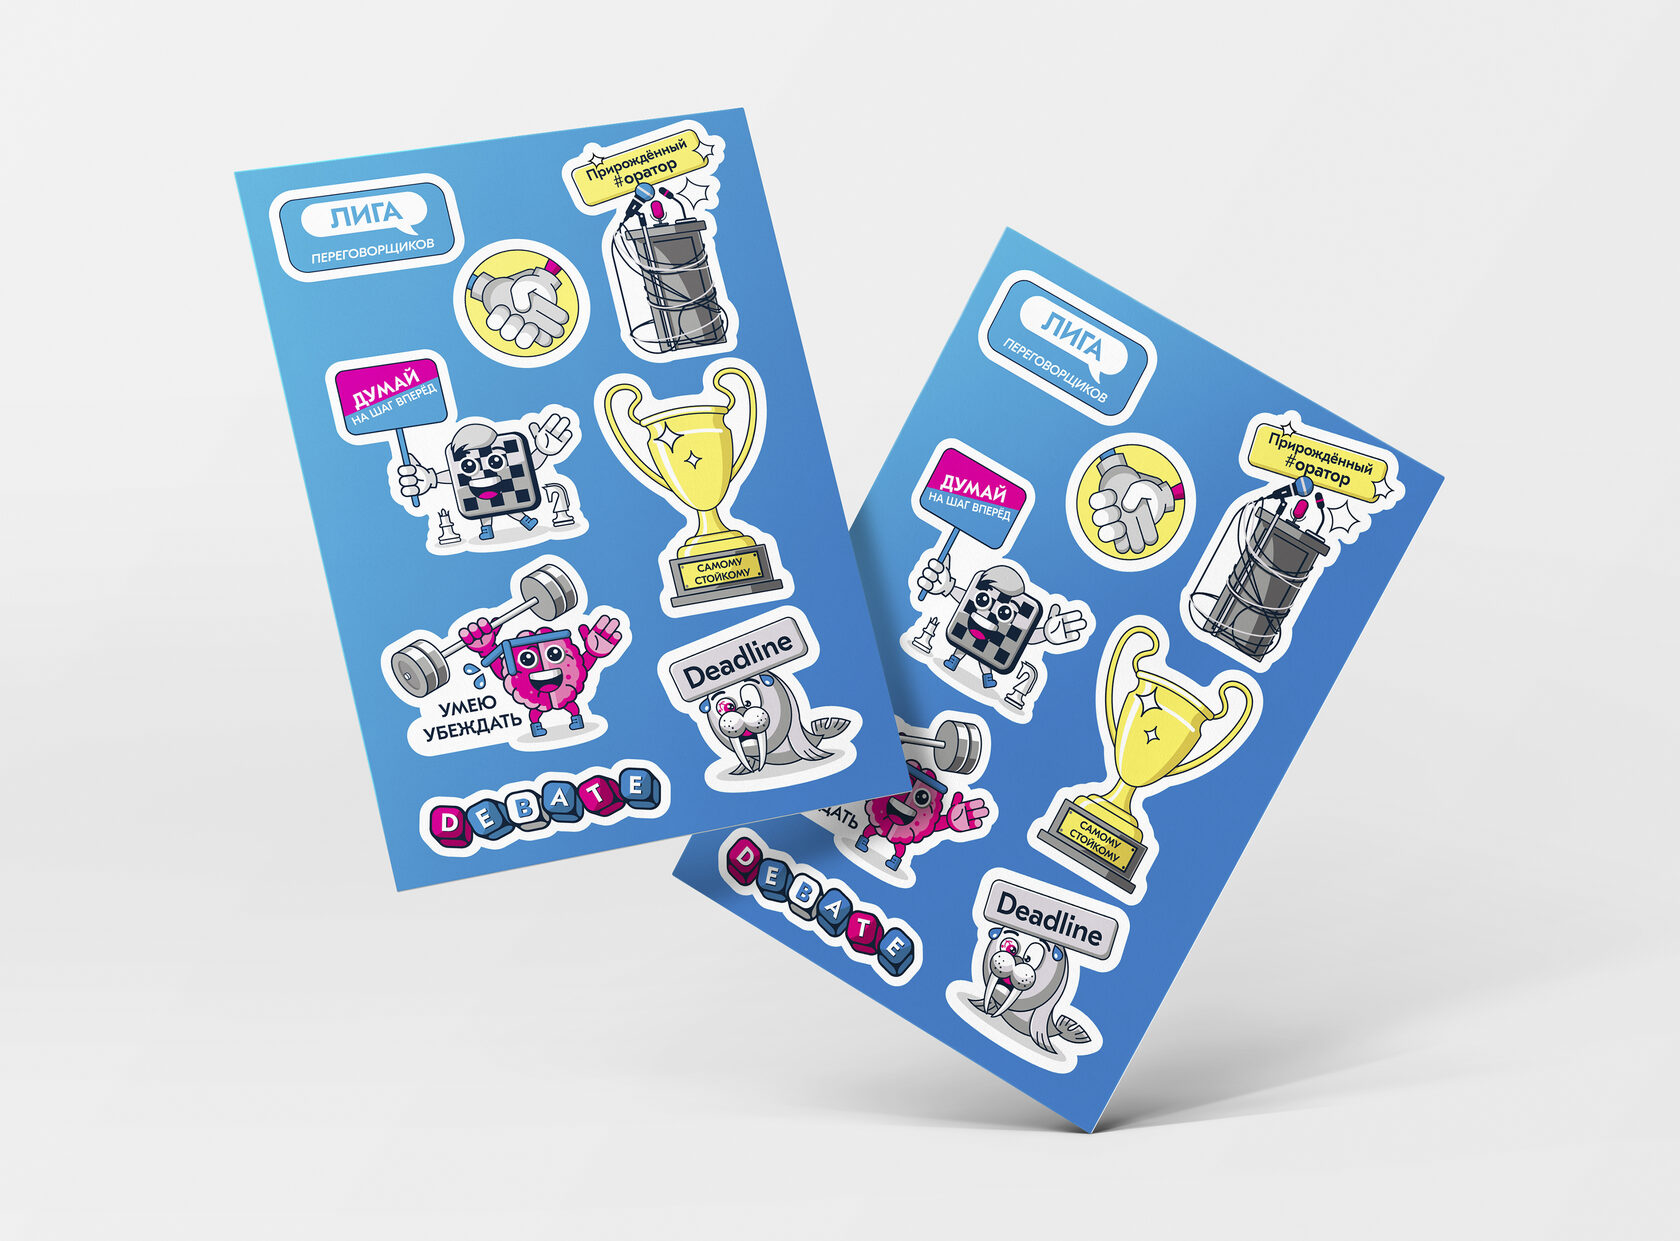 ЛИГА
ПЕРЕГОВОРЩИКОВ
Прирождённый
#оратор
ДУМАЙ
НА ШАГ ВПЕРЁД
САМОМУ
СТОЙКОМУ
УМЕЮ
УБЕЖДАТЬ
Deadline
DEBATE
ЛИГА
ПЕРЕГОВОРЩИКОВ
Прирождённый
#оратор
ДУМАЙ
НА ШАГ ВПЕРЁД
САМОМУ
СТОЙКОМУ
ДАТЬ
Deadline
DEBATE